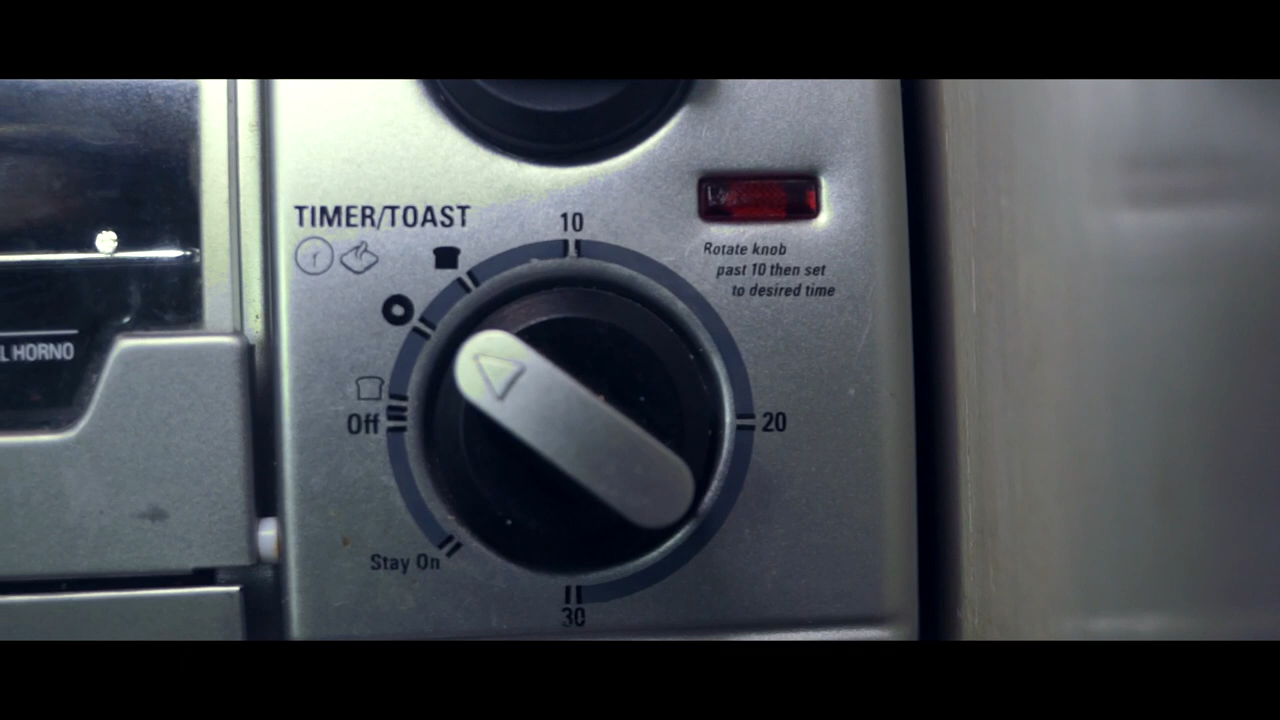 TIMER/TOAST
10
Rotate knob
past 10 then set
to desired time
L HORNO
Off
20
Stay On
30